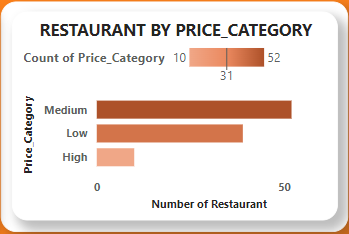 RESTAURANT BY PRICE_CATEGORY
Count of Price_Category 10 52
31
Price_Category
Medium
Low
High
0 50
Number of Restaurant